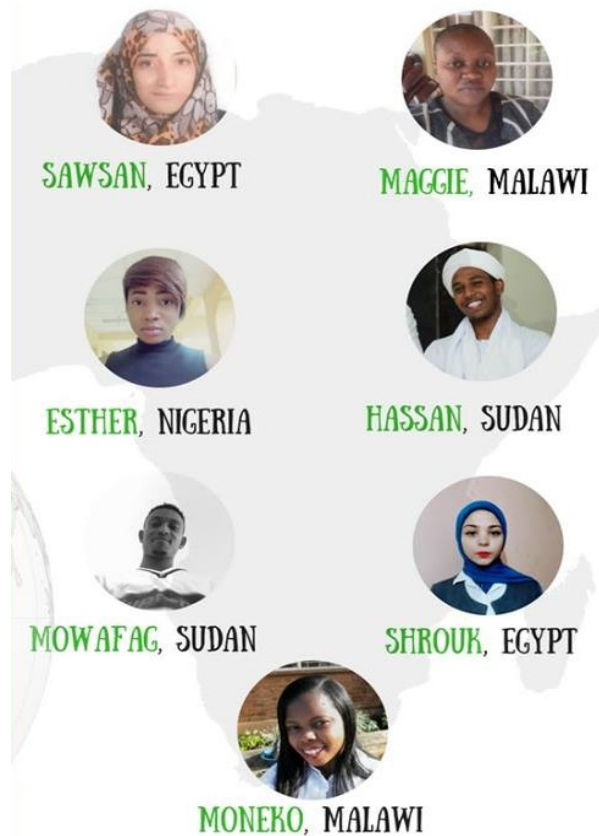 SAWSAN, EGYPT
MAGGIE, MALAWI
ESTHER, NIGERIA
HASSAN, SUDAN
MOWAFAG, SUDAN
SHROUK, EGYPT
MONEKO, MALAWI